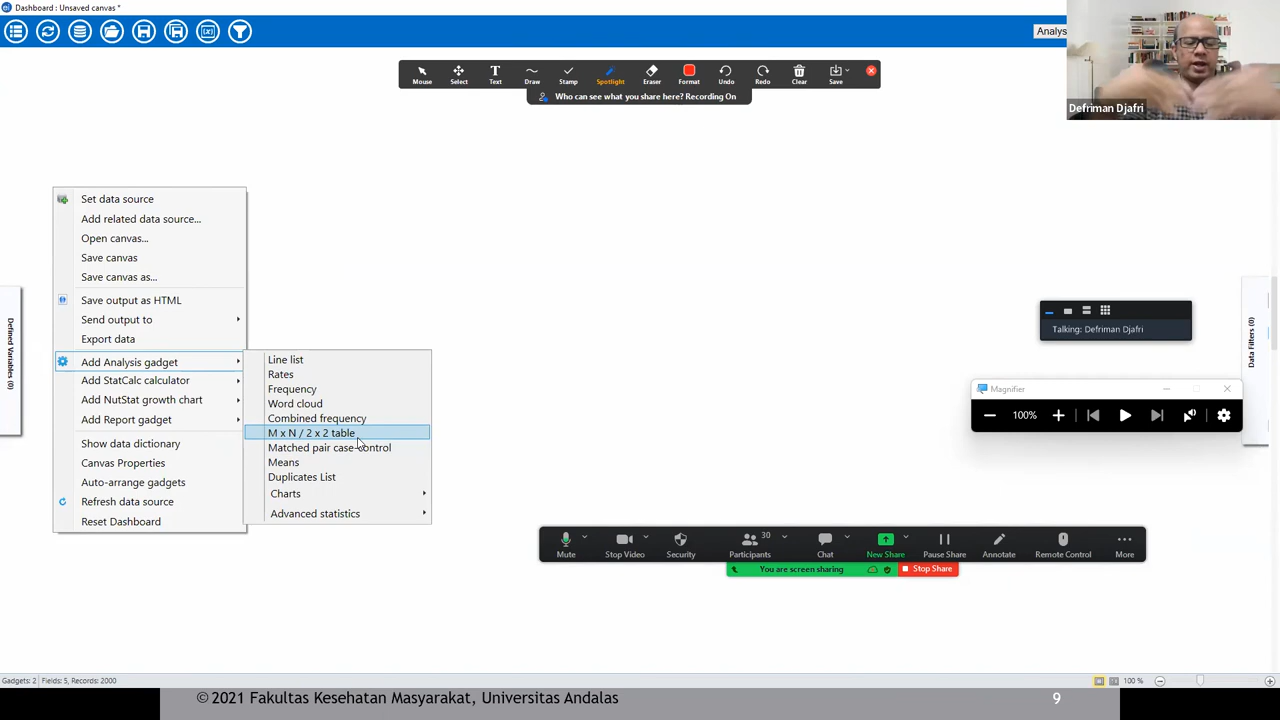 Dashboard : Unsaved canvas *
Analys
Mouse
Select
Text
Draw
Stamp
Spotlight
Eraser
Format
Undo
Redo
Clear
Save
Who can see what you share here? Recording On
Defriman Djafri
Set data source
Add related data source...
Open canvas...
Save canvas
Save canvas as...
Save output as HTML
Send output to
Export data
Add Analysis gadget
Add StatCalc calculator
Add NutStat growth chart
Add Report gadget
Show data dictionary
Canvas Properties
Auto-arrange gadgets
Refresh data source
Reset Dashboard
Line list
Rates
Frequency
Word cloud
Combined frequency
M x N / 2 x 2 table
Matched pair case-control
Means
Duplicates List
Charts
Advanced statistics
Defined Variables (0)
Data Filters (0)
Talking: Defriman Djafri
Magnifier
100%
Mute
Stop Video
Security
30
Participants
Chat
New Share
Pause Share
Annotate
Remote Control
More
You are screen sharing
Stop Share
Gadgets: 2
Fields: 5, Records: 2000
100 %
©2021 Fakultas Kesehatan Masyarakat, Universitas Andalas
9